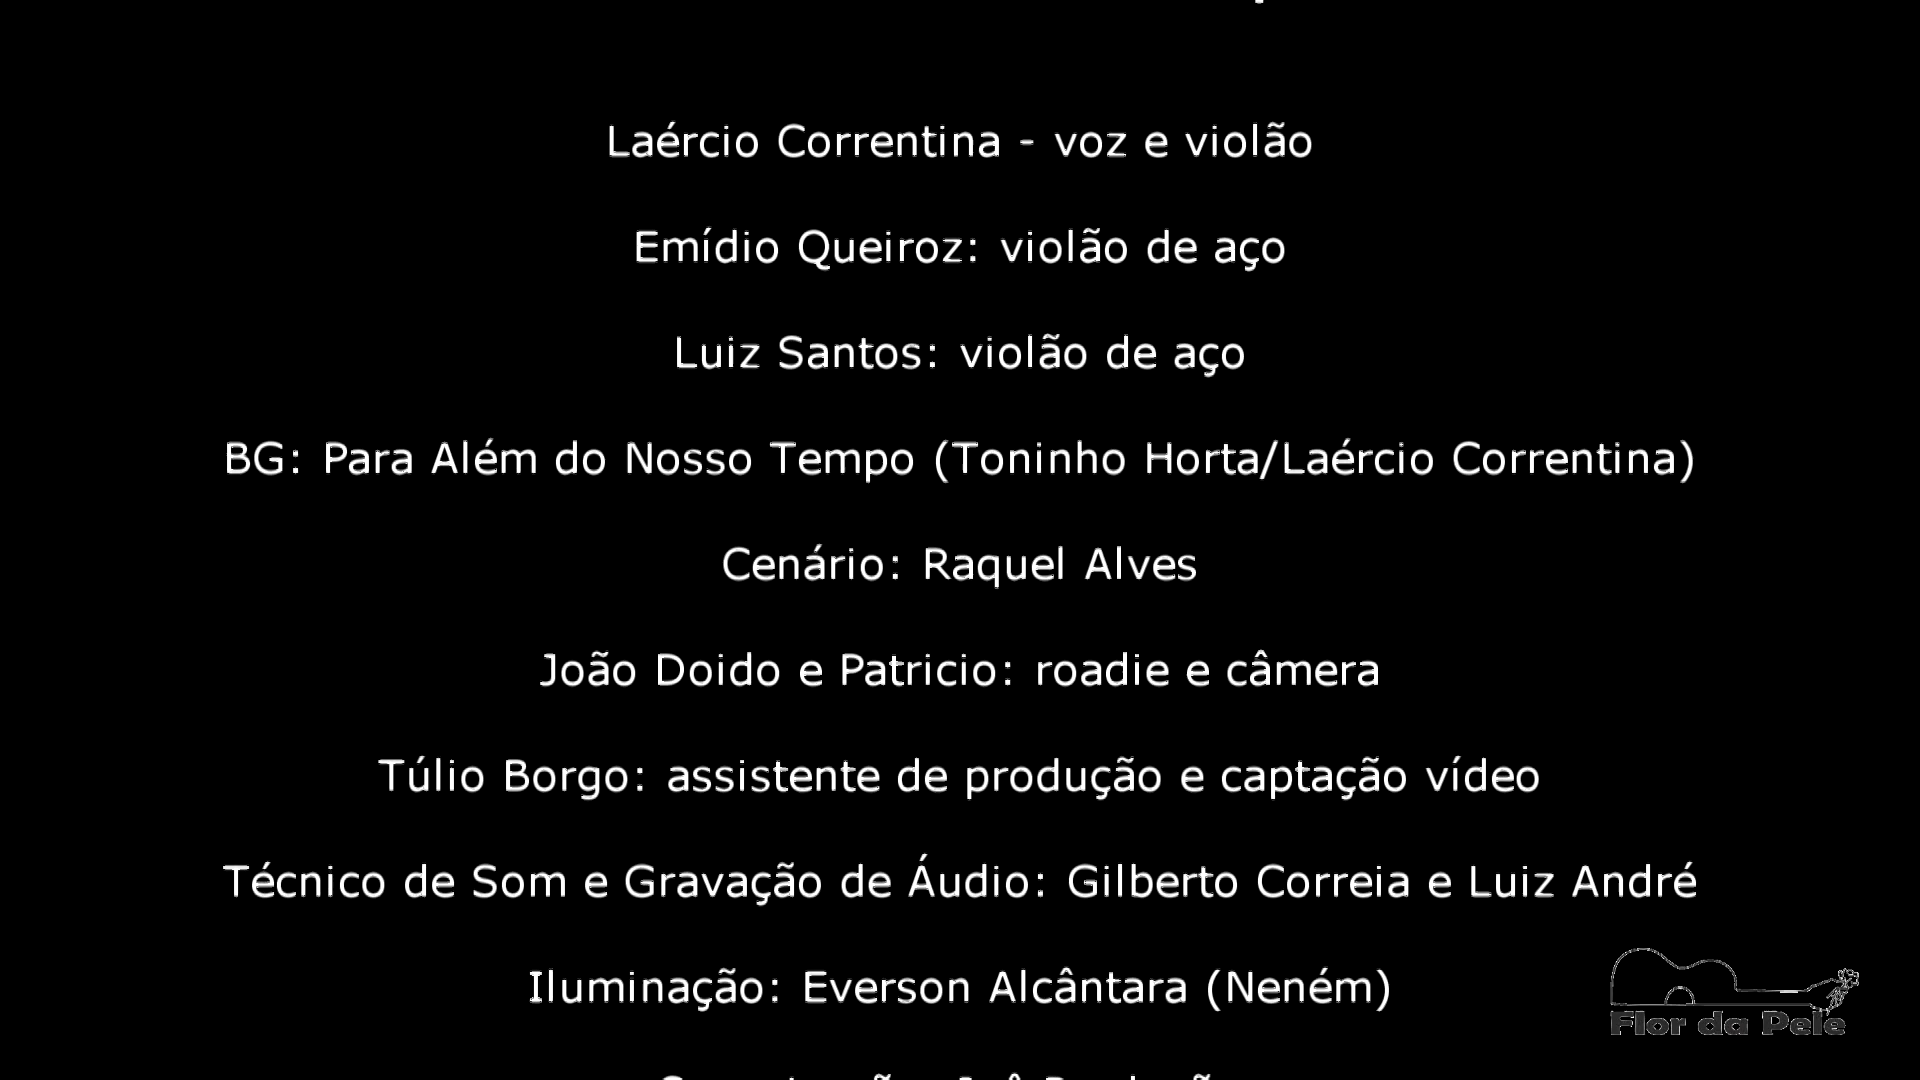 Laércio Correntina - voz e violão
Emídio Queiroz: violão de aço
Luiz Santos: violão de aço
BG: Para Além do Nosso Tempo (Toninho Horta/Laércio Correntina)
Cenário: Raquel Alves
João Doido e Patricio: roadie e câmera
Túlio Borgo: assistente de produção e captação vídeo
Técnico de Som e Gravação de Áudio: Gilberto Correia e Luiz André
Iluminação: Everson Alcântara (Neném)
Flor da Pele